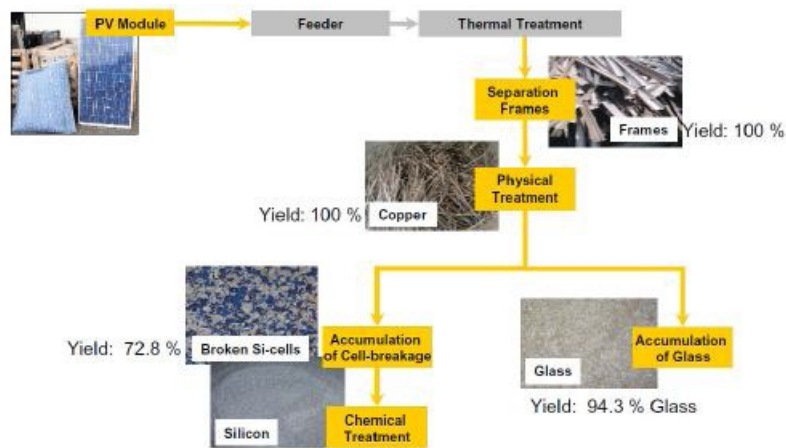 PV Module
Feeder
Thermal Treatment
Separation
Frames
Frames
Yield: 100 %
Physical
Treatment
Yield: 100 %
Copper
Yield: 72.8 %
Broken Si-cells
Accumulation
of Cell-breakage
Glass
Accumulation
of Glass
Yield: 94.3 % Glass
Silicon
Chemical
Treatment